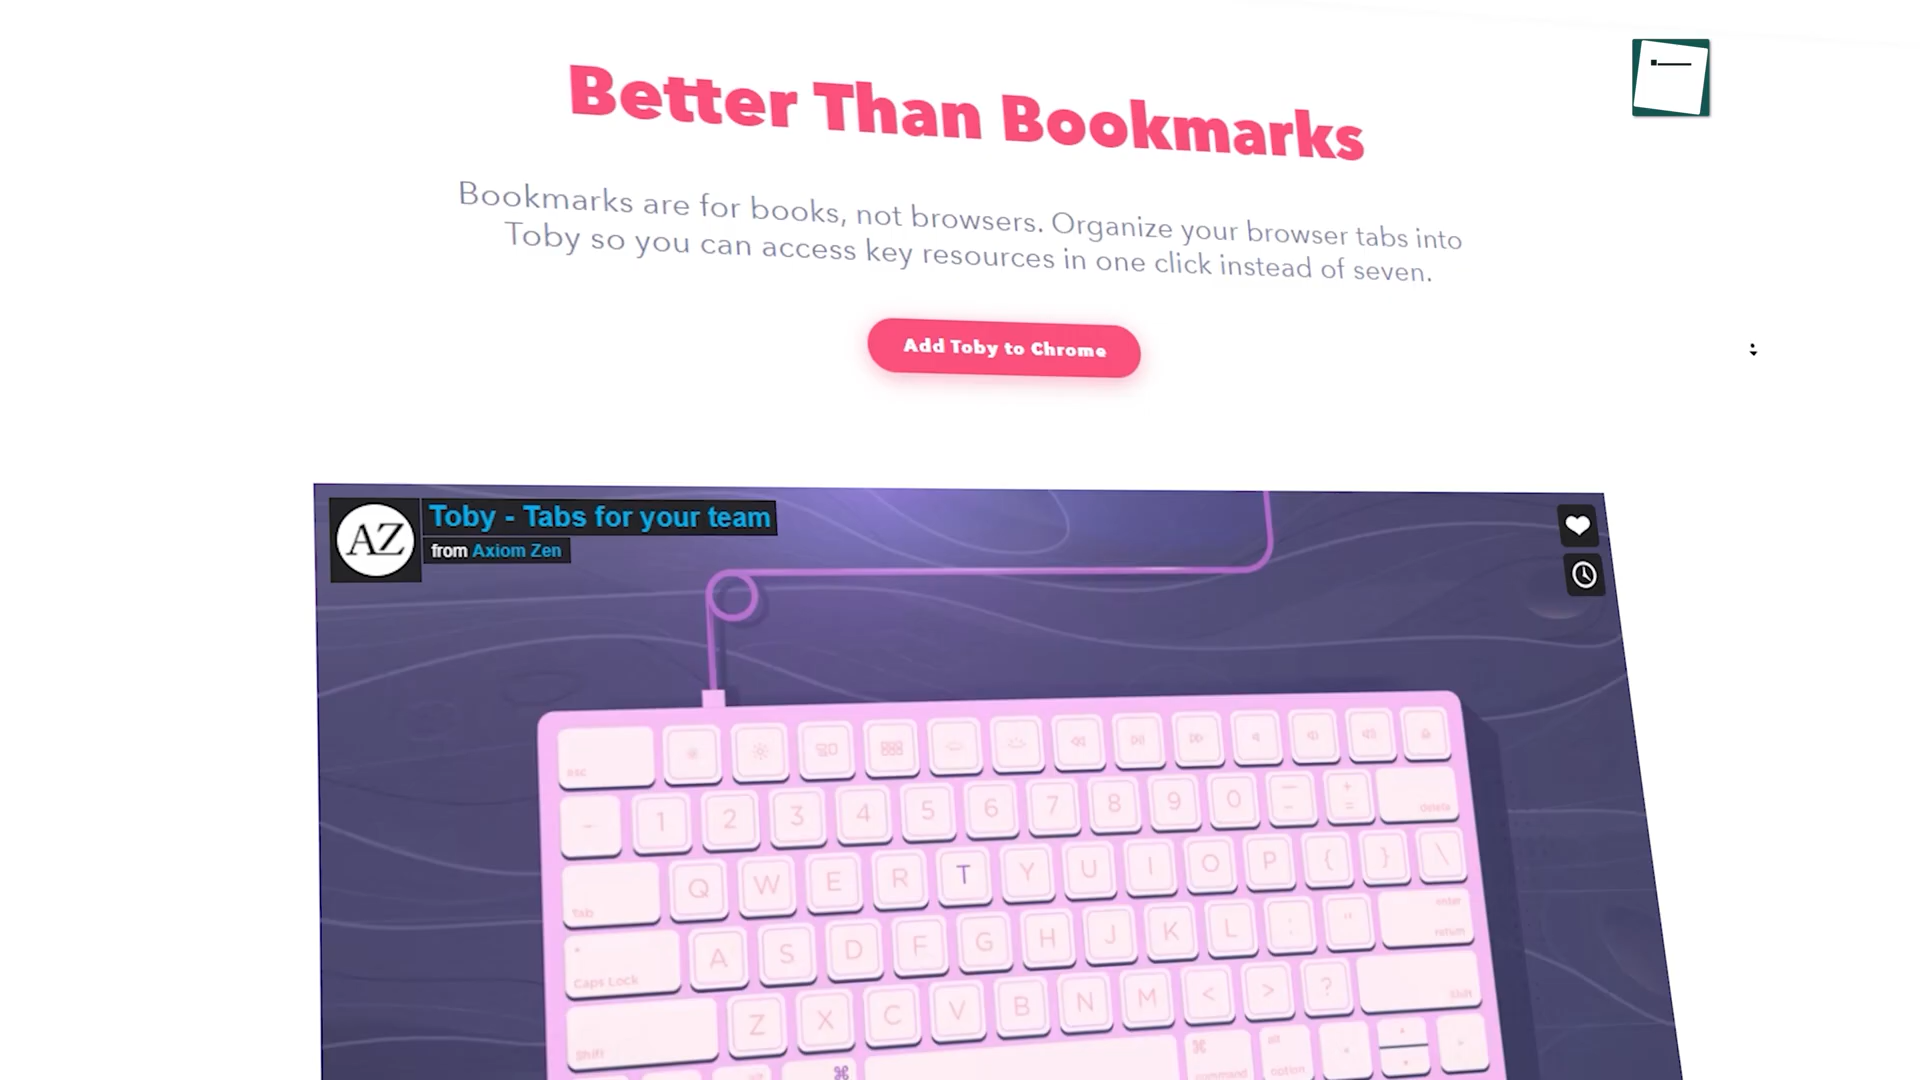 Better Than Bookmarks
Bookmarks are for books, not browsers. Organize your browser tabs into
Toby so you can access key resources in one click instead of seven.
Add Toby to Chrome
AZ
Toby - Tabs for your team
from Axiom Zen
esc
1 2 3 4 5 6 7 8 9 0 — – + = delete
Tab Q W E R T Y U I O P { } \
enter
Caps Lock A S D F G H J K L : " return
Shift Z X C V B N M < > ? Shift
⌘ ⌘ command alt option